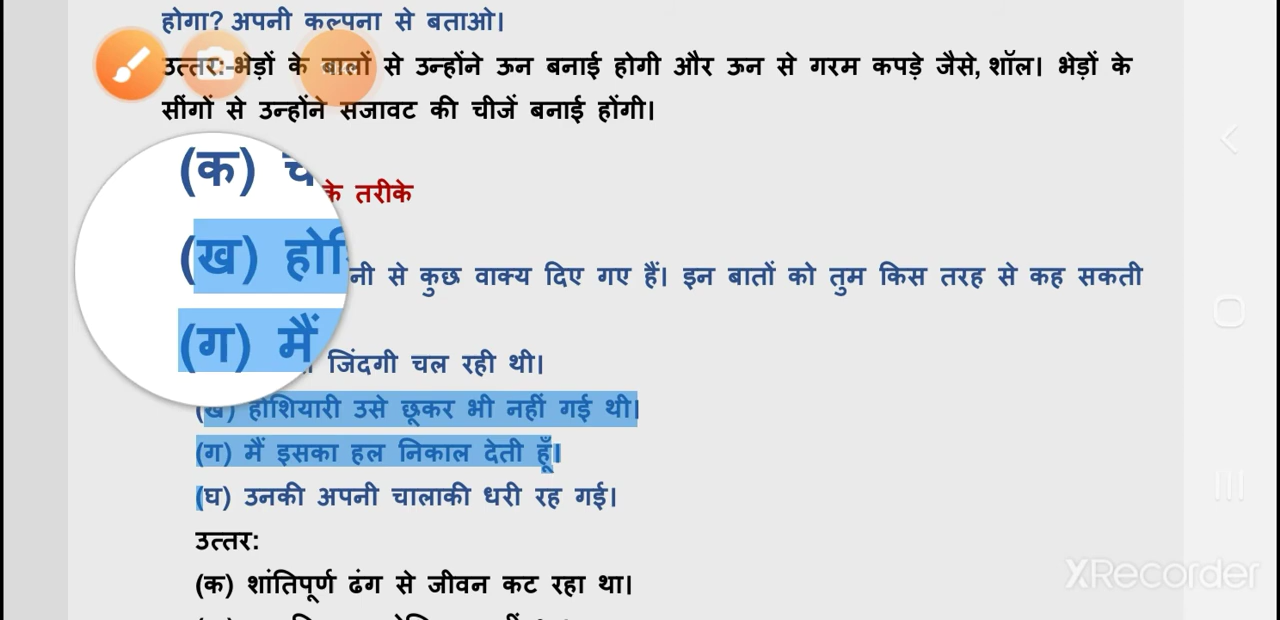 होगा? अपनी कल्पना से बताओ।
उत्तर:-भेड़ों के बालों से उन्होंने ऊन बनाई होगी और ऊन से गरम कपड़े जैसे, शॉल। भेड़ों के
सींगों से उन्होंने सजावट की चीजें बनाई होंगी।
(क) च
के तरीके
(ख) होशि
नी से कुछ वाक्य दिए गए हैं। इन बातों को तुम किस तरह से कह सकती
(ग) मैं
जिंदगी चल रही थी।
(ख) होशियारी उसे छूकर भी नहीं गई थी।
(ग) मैं इसका हल निकाल देती हूँ।
(घ) उनकी अपनी चालाकी धरी रह गई।
उत्तर:
(क) शांतिपूर्ण ढंग से जीवन कट रहा था।
XRecorder